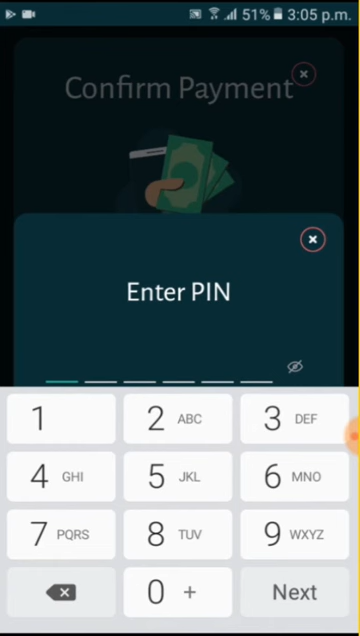 51% 3:05 p.m.
Confirm Payment
Enter PIN
1 2 ABC 3 DEF
4 GHI 5 JKL 6 MNO
7 PQRS 8 TUV 9 WXYZ
0 + Next